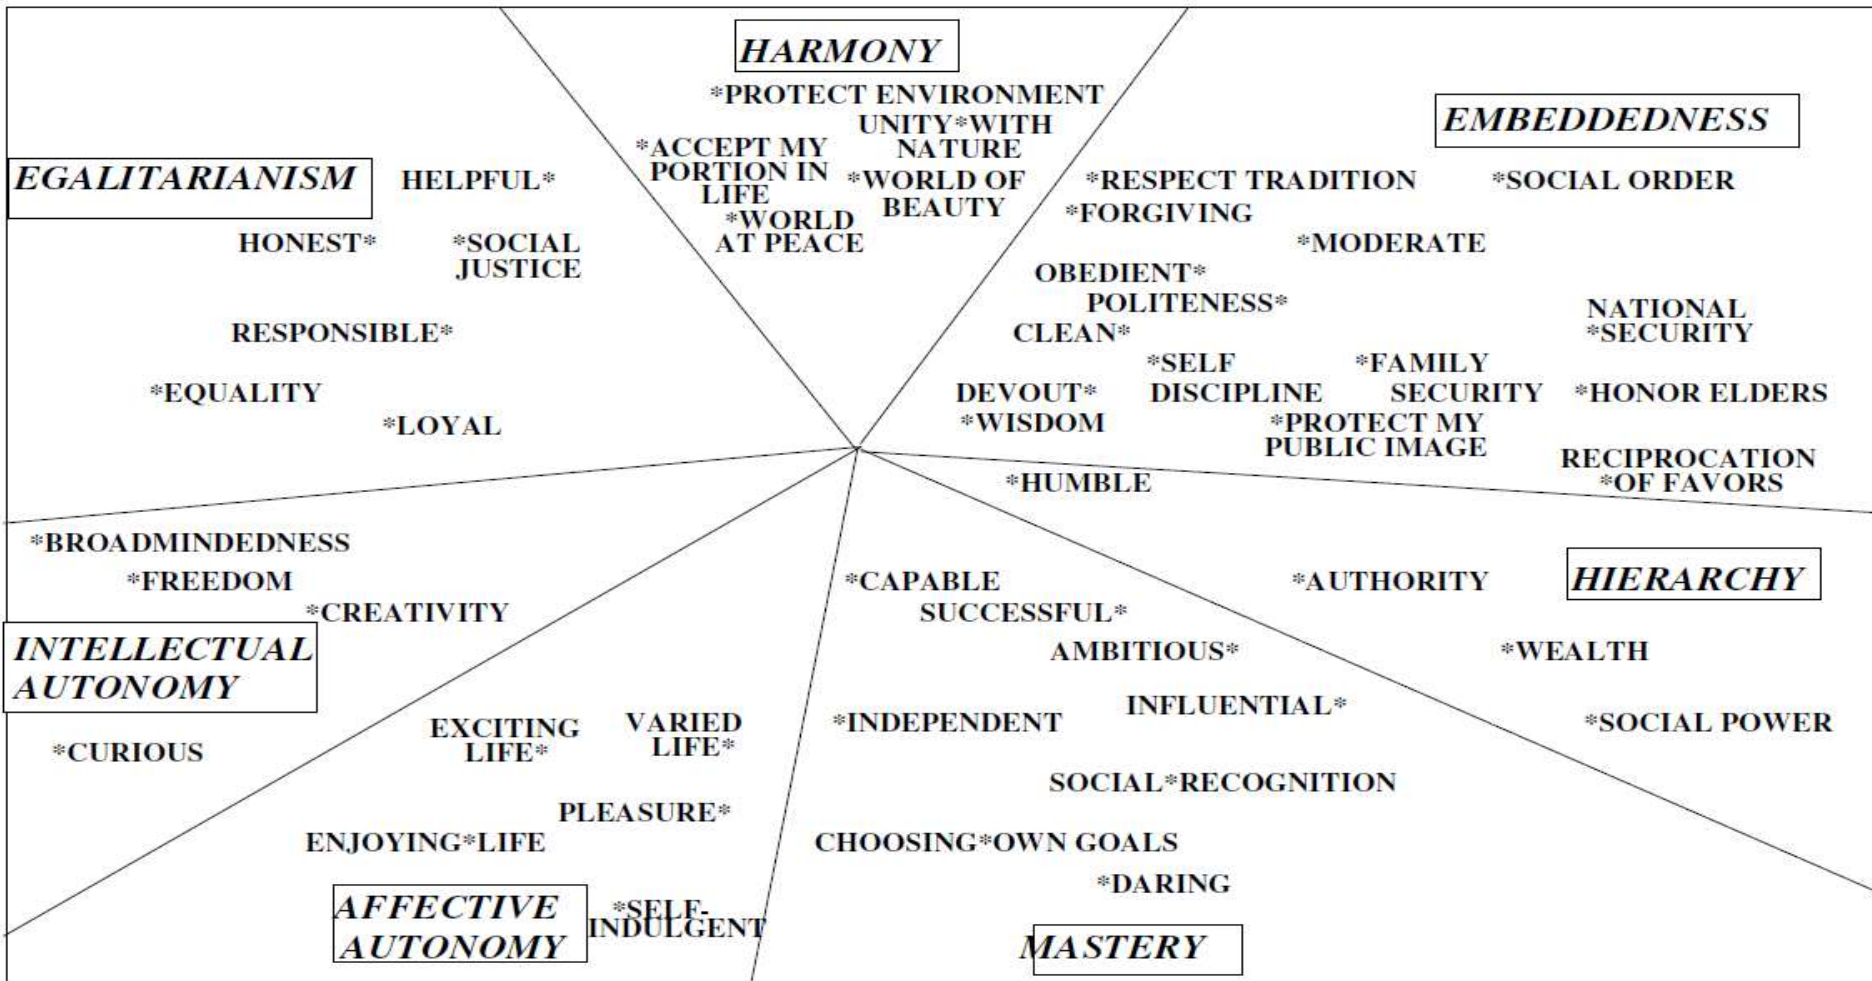 HARMONY
*PROTECT ENVIRONMENT
UNITY*WITH
NATURE
*ACCEPT MY
PORTION IN
LIFE
*WORLD OF
BEAUTY
*WORLD
AT PEACE
EMBEDDEDNESS
*RESPECT TRADITION
*SOCIAL ORDER
*FORGIVING
*MODERATE
OBEDIENT*
POLITENESS*
CLEAN*
NATIONAL
*SECURITY
*SELF
DISCIPLINE
*FAMILY
SECURITY
DEVOUT*
*HONOR ELDERS
*WISDOM
*PROTECT MY
PUBLIC IMAGE
RECIPROCATION
*OF FAVORS
EGALITARIANISM
HELPFUL*
HONEST*
*SOCIAL
JUSTICE
RESPONSIBLE*
*EQUALITY
*LOYAL
*HUMBLE
*AUTHORITY
HIERARCHY
*WEALTH
*SOCIAL POWER
*BROADMINDEDNESS
*FREEDOM
*CREATIVITY
INTELLECTUAL
AUTONOMY
*CURIOUS
EXCITING
LIFE*
VARIED
LIFE*
PLEASURE*
ENJOYING*LIFE
AFFECTIVE
AUTONOMY
*SELF-
INDULGENT
*CAPABLE
SUCCESSFUL*
AMBITIOUS*
INFLUENTIAL*
*INDEPENDENT
SOCIAL*RECOGNITION
CHOOSING*OWN GOALS
*DARING
MASTERY